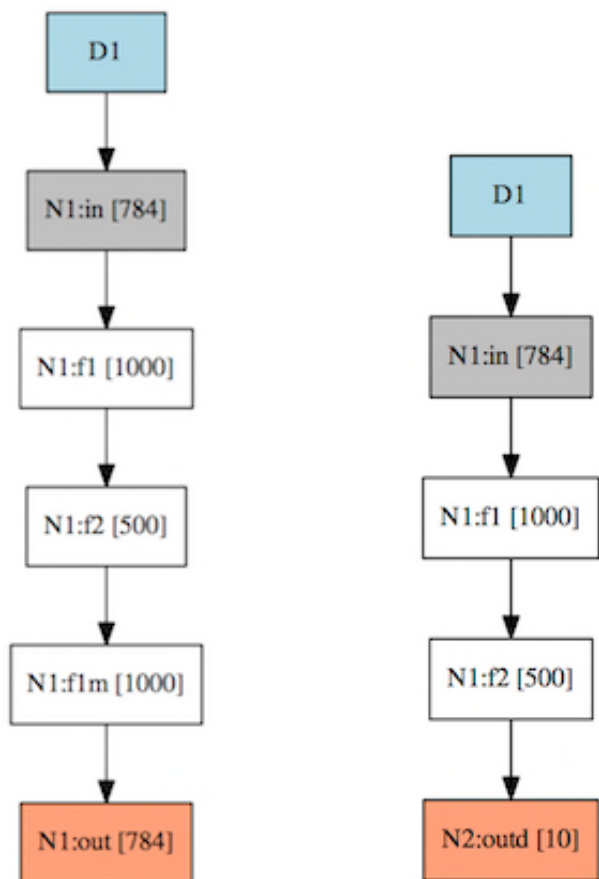 D1
N1:in [784]
N1:f1 [1000]
N1:f2 [500]
N1:f1m [1000]
N1:out [784]
D1
N1:in [784]
N1:f1 [1000]
N1:f2 [500]
N2:outd [10]